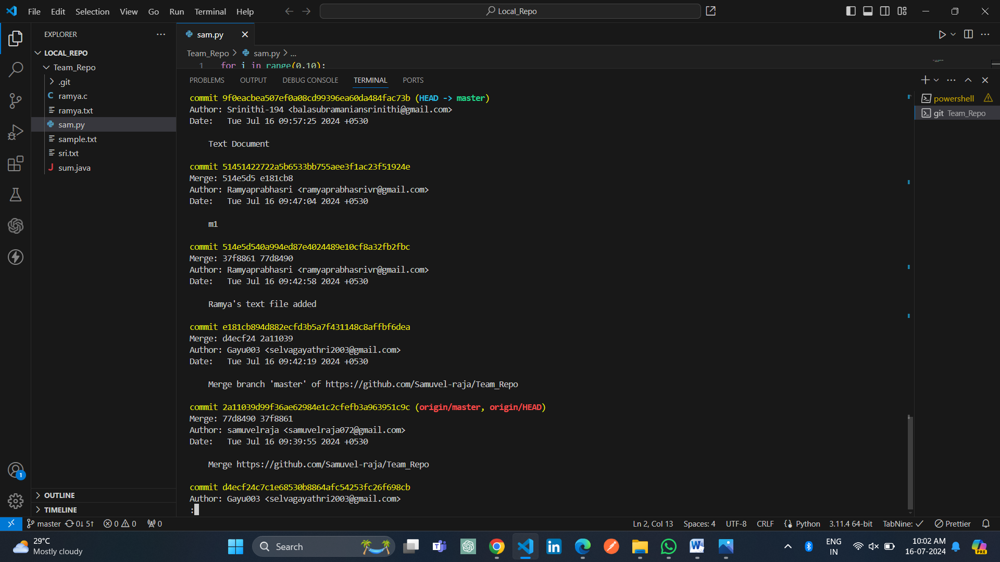 File Edit Selection View Go Run Terminal Help
Local_Repo
EXPLORER
LOCAL_REPO
Team_Repo
.git
ramya.c
ramya.txt
sam.py
sample.txt
sri.txt
J sum.java
OUTLINE
TIMELINE
sam.py
Team_Repo > sam.py > ...
1 for i in range(0,10):
PROBLEMS OUTPUT DEBUG CONSOLE TERMINAL PORTS
commit 9f0eacbea507ef0a08cd99396ea60da484fac73b (HEAD -> master)
Author: Srinithi-194 <balasubramaniansrinithi@gmail.com>
Date:   Tue Jul 16 09:57:25 2024 +0530
Text Document
commit 51451422722a5b6533bb755aee3f1ac23f51924e
Merge: 514e5d5 e181cb8
Author: Ramyaprabhasri <ramyaprabhasrivr@gmail.com>
Date:   Tue Jul 16 09:47:04 2024 +0530
m1
commit 514e5d540a994ed87e4024489e10cf8a32fb2fbc
Merge: 37f8861 77d8490
Author: Ramyaprabhasri <ramyaprabhasrivr@gmail.com>
Date:   Tue Jul 16 09:42:58 2024 +0530
Ramya's text file added
commit e181cb894d882ecfd3b5a7f431148c8affbf6dea
Merge: d4ecf24 2a11039
Author: Gayu003 <selvagayathri2003@gmail.com>
Date:   Tue Jul 16 09:42:19 2024 +0530
Merge branch 'master' of https://github.com/Samuvel-raja/Team_Repo
commit 2a11039d99f36ae62984e1c2cfefb3a963951c9c (origin/master, origin/HEAD)
Merge: 77d8490 37f8861
Author: samuvelraja <samuvelraja072@gmail.com>
Date:   Tue Jul 16 09:39:55 2024 +0530
Merge https://github.com/Samuvel-raja/Team_Repo
commit d4ecf24c7c1e68530b8864afc54253fc26f698cb
Author: Gayu003 <selvagayathri2003@gmail.com>
:
powershell
git Team_Repo
1
master 0↓ 5↑ 0 0 0
Ln 2, Col 13 Spaces: 4 UTF-8 CRLF Python 3.11.4 64-bit TabNine: ✓ Prettier
29°C
Mostly cloudy
Search
ENG
IN
10:02 AM
16-07-2024
PRE